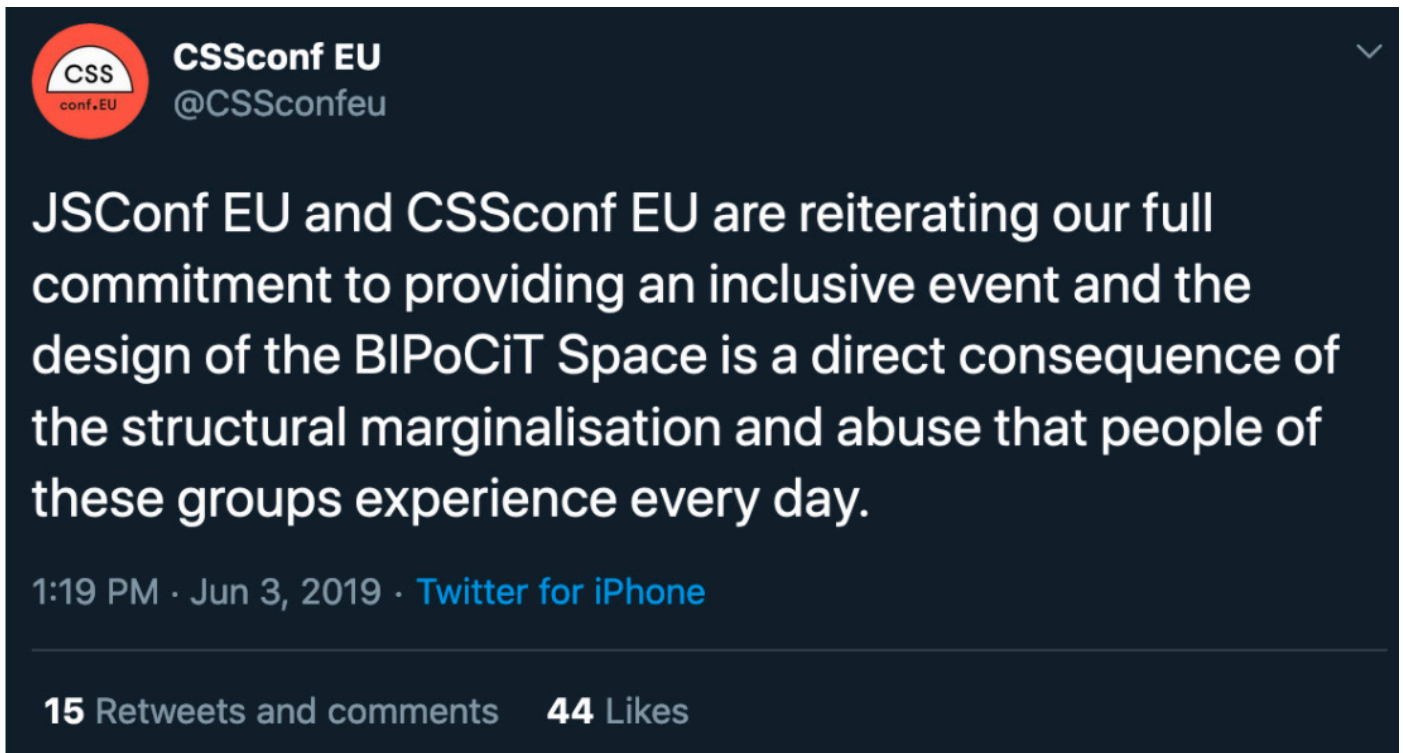 CSS
conf.EU
CSSconf EU
@CSSconfeu
JSConf EU and CSSconf EU are reiterating our full
commitment to providing an inclusive event and the
design of the BIPoCiT Space is a direct consequence of
the structural marginalisation and abuse that people of
these groups experience every day.
1:19 PM · Jun 3, 2019 · Twitter for iPhone
15 Retweets and comments 44 Likes